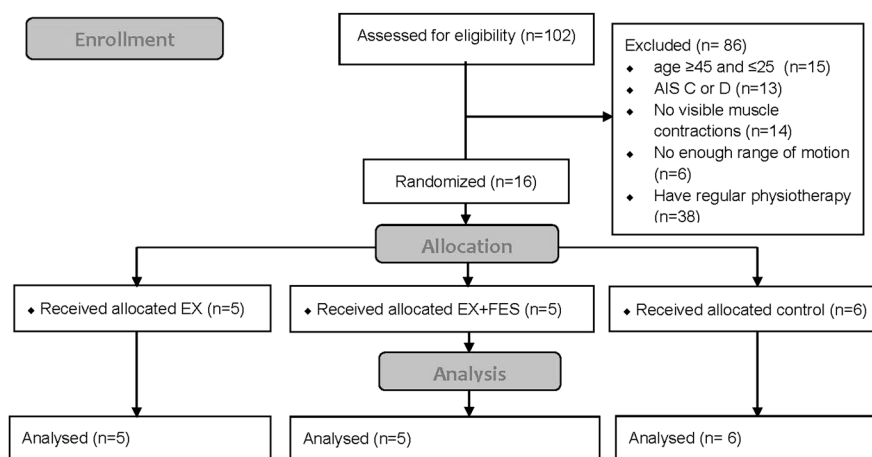 Enrollment
Assessed for eligibility (n=102)
Excluded (n= 86)
◆ age ≥45 and ≤25 (n=15)
◆ AIS C or D (n=13)
◆ No visible muscle
contractions (n=14)
◆ No enough range of motion
(n=6)
◆ Have regular physiotherapy
(n=38)
Randomized (n=16)
Allocation
◆ Received allocated EX (n=5)
◆ Received allocated EX+FES (n=5)
◆ Received allocated control (n=6)
Analysis
Analysed (n=5)
Analysed (n=5)
Analysed (n= 6)